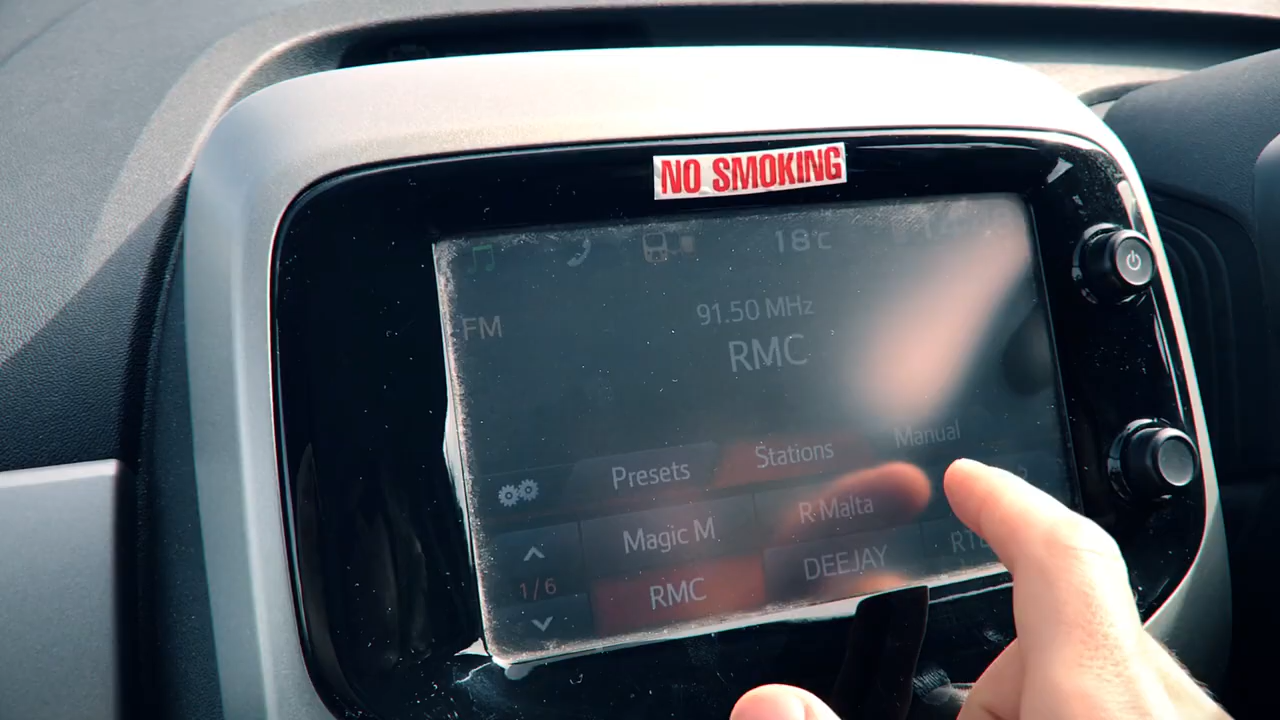 NO SMOKING
18°C
91.50 MHz
FM
RMC
Presets Stations Manual
Magic M R Malta
1/6
RMC DEEJAY